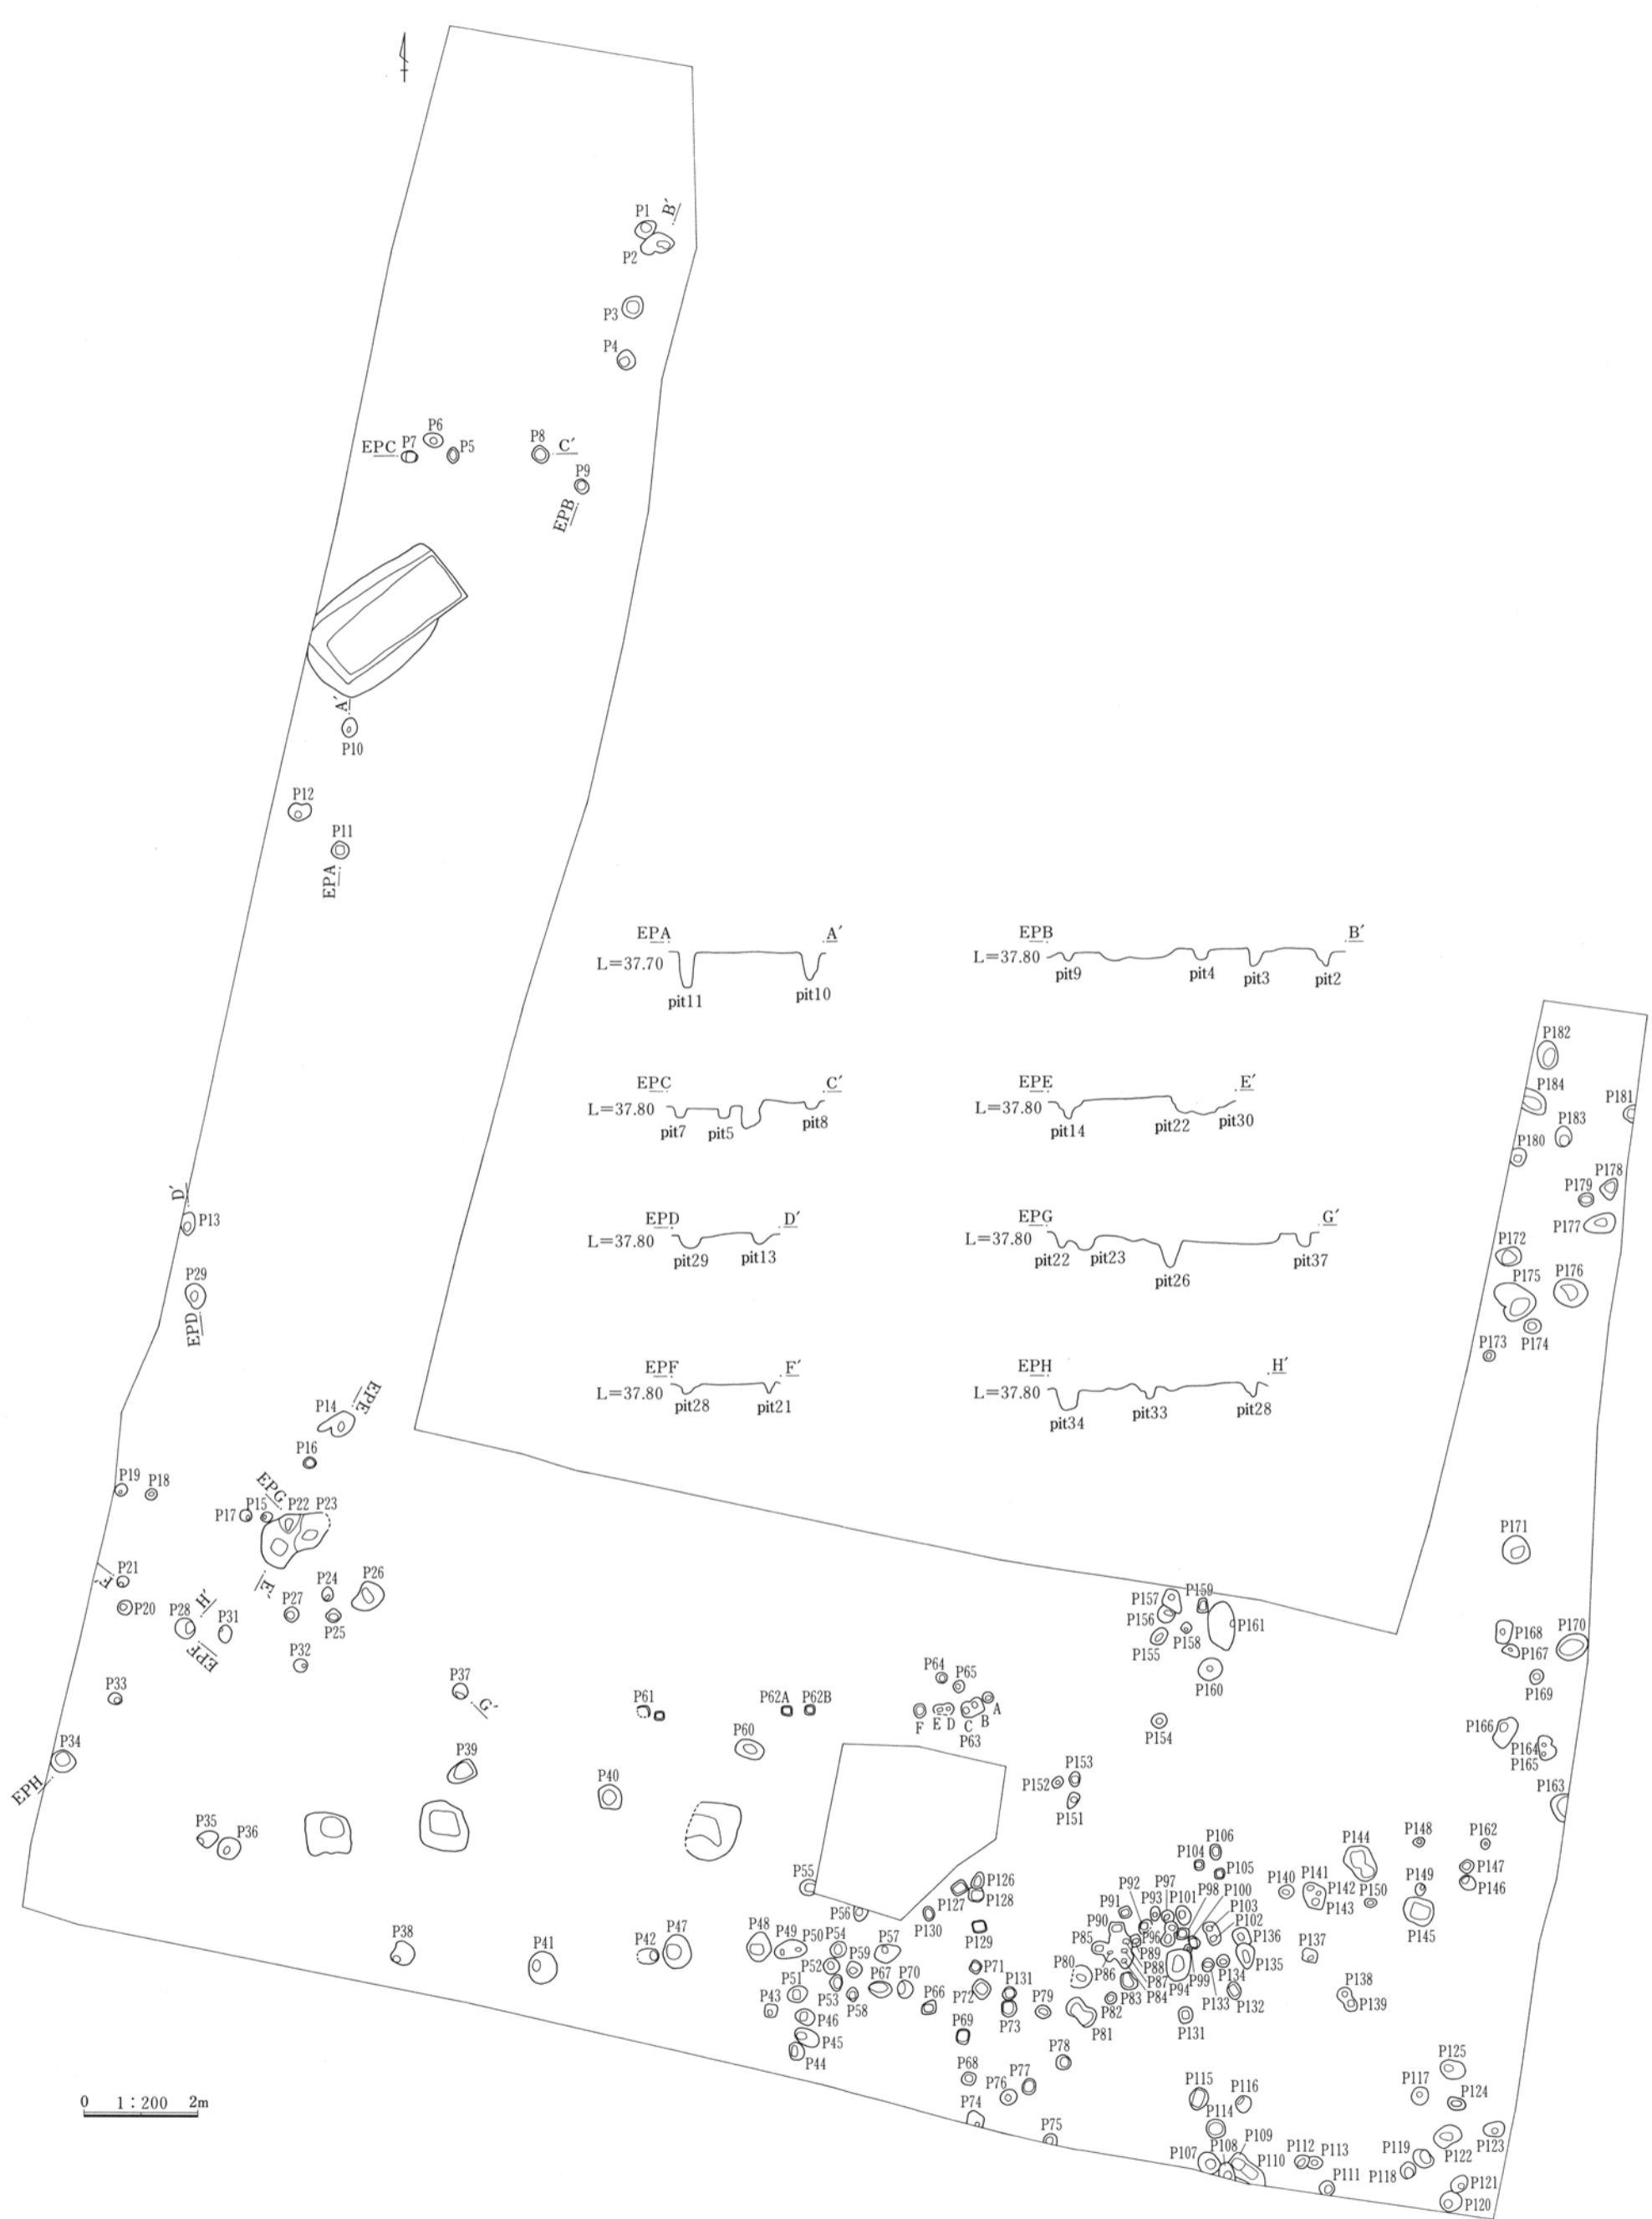 P1
B′
P2
P3
P4
P6
EPC P7 P5
P8 C′
P9
EPB
A′
P10
P12
P11
EPA
EPA A′
L=37.70
pit11 pit10
EPB B′
L=37.80
pit9 pit4 pit3 pit2
EPC C′
L=37.80
pit7 pit5 pit8
EPE E′
L=37.80
pit14 pit22 pit30
EPD D′
L=37.80
pit29 pit13
EPG G′
L=37.80
pit22 pit23 pit26 pit37
EPF F′
L=37.80
pit28 pit21
EPH H′
L=37.80
pit34 pit33 pit28
P182
P184
P181
P183
P180
P178
P179
P177
P172
P175
P176
P173 P174
D′
P13
P29
EPD
P14
EPE
P16
P19 P18
EPG
P17 P15 P22 P23
P21
F′
E′
P24 P26
P20
P28 H′ P31
P27
P25
EPF
P32
P33
P37
G′
P34
EPH
P39
P35 P36
P38
P41
P40
P61
P62A P62B
P60
P64 P65
F E D C B A
P63
P157 P159
P156
P155 P158
P161
P160
P154
P153
P152
P151
P171
P168 P170
P167
P169
P166
P164
P165
P163
P162
P148
P147
P146
P149
P145
P144
P150
P140 P141
P142
P143
P106
P104
P105
P92 P93 P97 P101 P98 P100
P91 P103
P90 P102
P85 P96 P136
P89
P88
P80 P86 P87 P99 P135
P84 P94 P134
P83 P133 P132
P82
P81 P131
P137
P138
P139
P55
P56
P126
P127 P128
P130
P129
P42 P47
P48 P49 P50 P54 P57
P52 P59
P51 P53 P67 P70
P58 P66
P43
P46
P45
P44
P71
P72 P131
P73
P79
P69
P78
P68
P77
P76
P74
P75
P115 P116
P114
P109
P107 P108
P110
P112 P113
P111
P125
P117 P124
P123
P122
P119
P118
P121
P120
0 1：200 2m